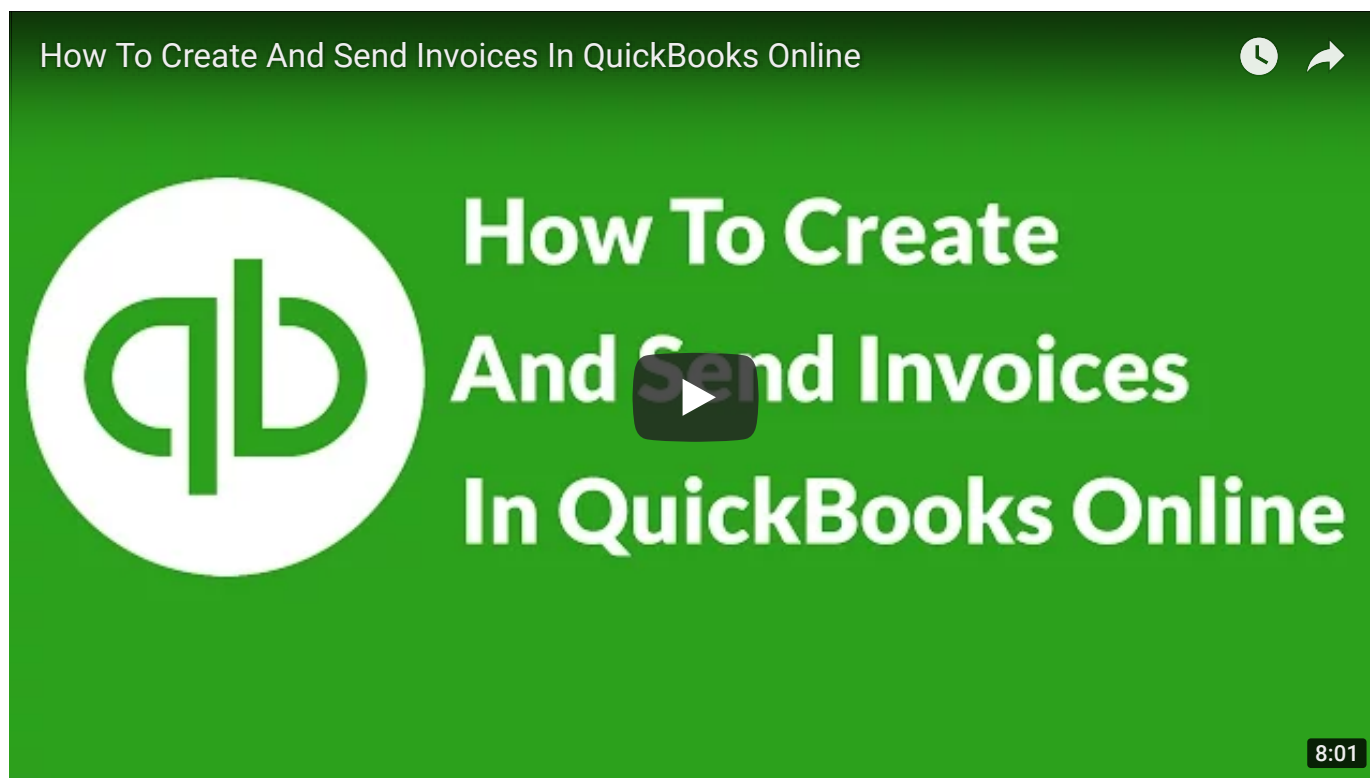 How To Create And Send Invoices In QuickBooks Online
How To Create
And Send Invoices
In QuickBooks Online
qb
8:01